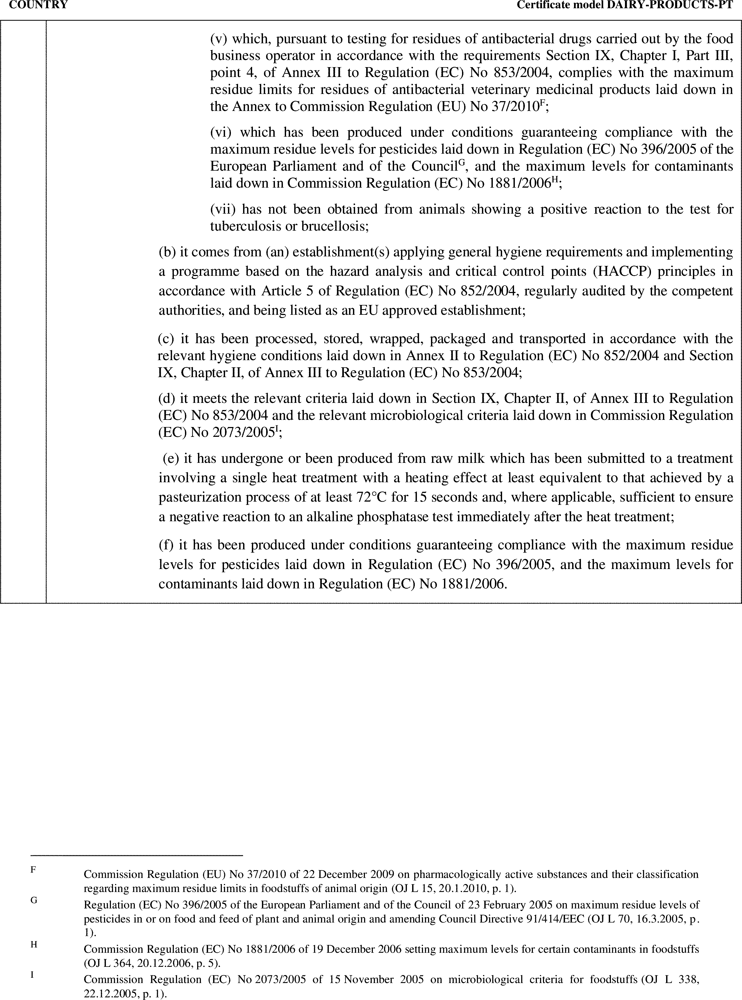 COUNTRY Certificate model DAIRY-PRODUCTS-PT
(v) which, pursuant to testing for residues of antibacterial drugs carried out by the food
business operator in accordance with the requirements Section IX, Chapter I, Part III,
point 4, of Annex III to Regulation (EC) No 853/2004, complies with the maximum
residue limits for residues of antibacterial veterinary medicinal products laid down in
the Annex to Commission Regulation (EU) No 37/2010F;
(vi) which has been produced under conditions guaranteeing compliance with the
maximum residue levels for pesticides laid down in Regulation (EC) No 396/2005 of the
European Parliament and of the CouncilG, and the maximum levels for contaminants
laid down in Commission Regulation (EC) No 1881/2006H;
(vii) has not been obtained from animals showing a positive reaction to the test for
tuberculosis or brucellosis;
(b) it comes from (an) establishment(s) applying general hygiene requirements and implementing
a programme based on the hazard analysis and critical control points (HACCP) principles in
accordance with Article 5 of Regulation (EC) No 852/2004, regularly audited by the competent
authorities, and being listed as an EU approved establishment;
(c) it has been processed, stored, wrapped, packaged and transported in accordance with the
relevant hygiene conditions laid down in Annex II to Regulation (EC) No 852/2004 and Section
IX, Chapter II, of Annex III to Regulation (EC) No 853/2004;
(d) it meets the relevant criteria laid down in Section IX, Chapter II, of Annex III to Regulation
(EC) No 853/2004 and the relevant microbiological criteria laid down in Commission Regulation
(EC) No 2073/2005I;
(e) it has undergone or been produced from raw milk which has been submitted to a treatment
involving a single heat treatment with a heating effect at least equivalent to that achieved by a
pasteurization process of at least 72°C for 15 seconds and, where applicable, sufficient to ensure
a negative reaction to an alkaline phosphatase test immediately after the heat treatment;
(f) it has been produced under conditions guaranteeing compliance with the maximum residue
levels for pesticides laid down in Regulation (EC) No 396/2005, and the maximum levels for
contaminants laid down in Regulation (EC) No 1881/2006.
F Commission Regulation (EU) No 37/2010 of 22 December 2009 on pharmacologically active substances and their classification
regarding maximum residue limits in foodstuffs of animal origin (OJ L 15, 20.1.2010, p. 1).
G Regulation (EC) No 396/2005 of the European Parliament and of the Council of 23 February 2005 on maximum residue levels of
pesticides in or on food and feed of plant and animal origin and amending Council Directive 91/414/EEC (OJ L 70, 16.3.2005, p.
1).
H Commission Regulation (EC) No 1881/2006 of 19 December 2006 setting maximum levels for certain contaminants in foodstuffs
(OJ L 364, 20.12.2006, p. 5).
I Commission Regulation (EC) No 2073/2005 of 15 November 2005 on microbiological criteria for foodstuffs (OJ L 338,
22.12.2005, p. 1).